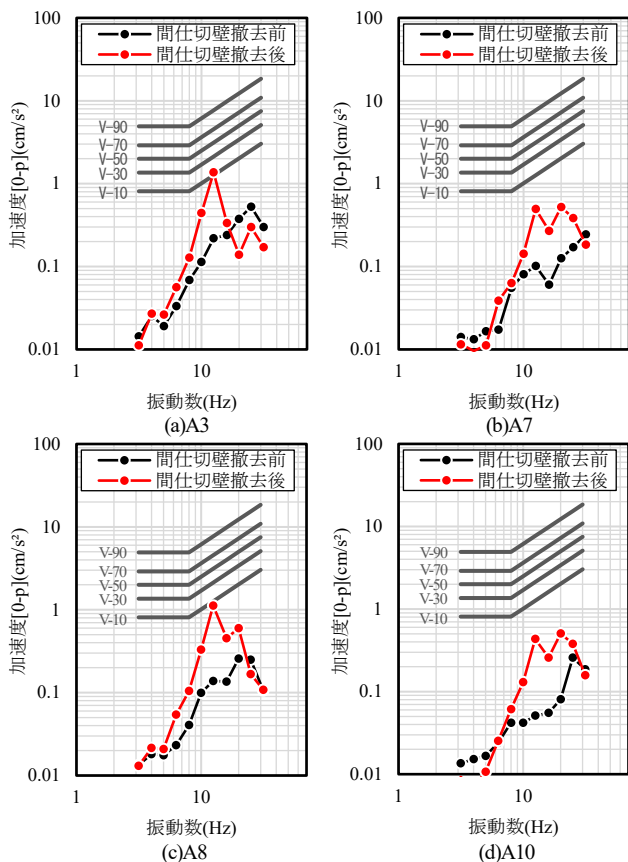 間仕切壁撤去前
間仕切壁撤去後
100
10
1
0.1
0.01
加速度[0-p](cm/s²)
V-90
V-70
V-50
V-30
V-10
1
10
振動数(Hz)
(a)A3
間仕切壁撤去前
間仕切壁撤去後
100
10
1
0.1
0.01
加速度[0-p](cm/s²)
V-90
V-70
V-50
V-30
V-10
1
10
振動数(Hz)
(b)A7
間仕切壁撤去前
間仕切壁撤去後
100
10
1
0.1
0.01
加速度[0-p](cm/s²)
V-90
V-70
V-50
V-30
V-10
1
10
振動数(Hz)
(c)A8
間仕切壁撤去前
間仕切壁撤去後
100
10
1
0.1
0.01
加速度[0-p](cm/s²)
V-90
V-70
V-50
V-30
V-10
1
10
振動数(Hz)
(d)A10